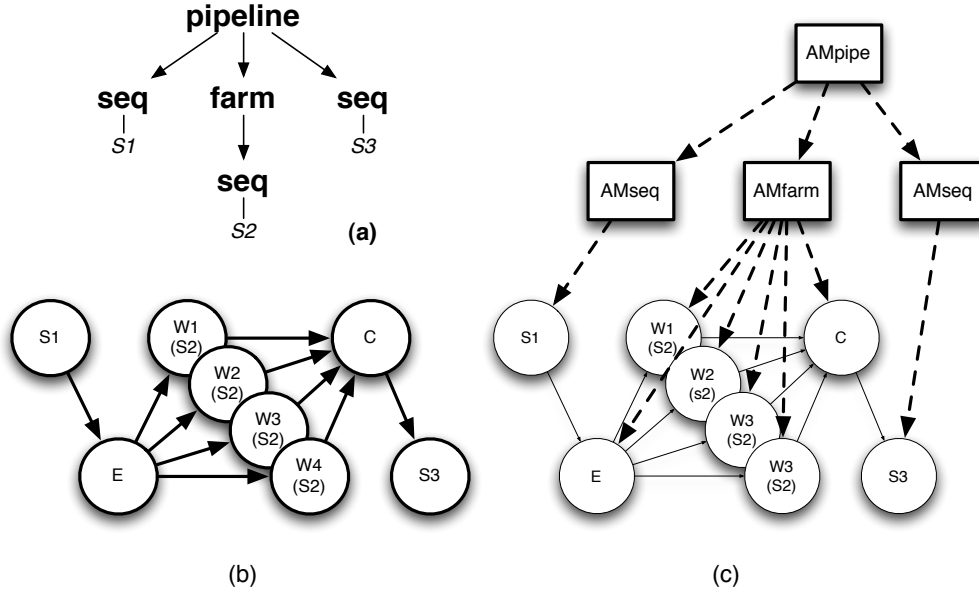 pipeline
seq farm seq
S1 S3
seq
S2
(a)
S1
W1
(S2)
W2
(S2)
W3
(S2)
W4
(S2)
C
E
S3
(b)
AMpipe
AMseq
AMfarm
AMseq
S1
W1
(S2)
W2
(s2)
W3
(S2)
W3
(S2)
C
E
S3
(c)